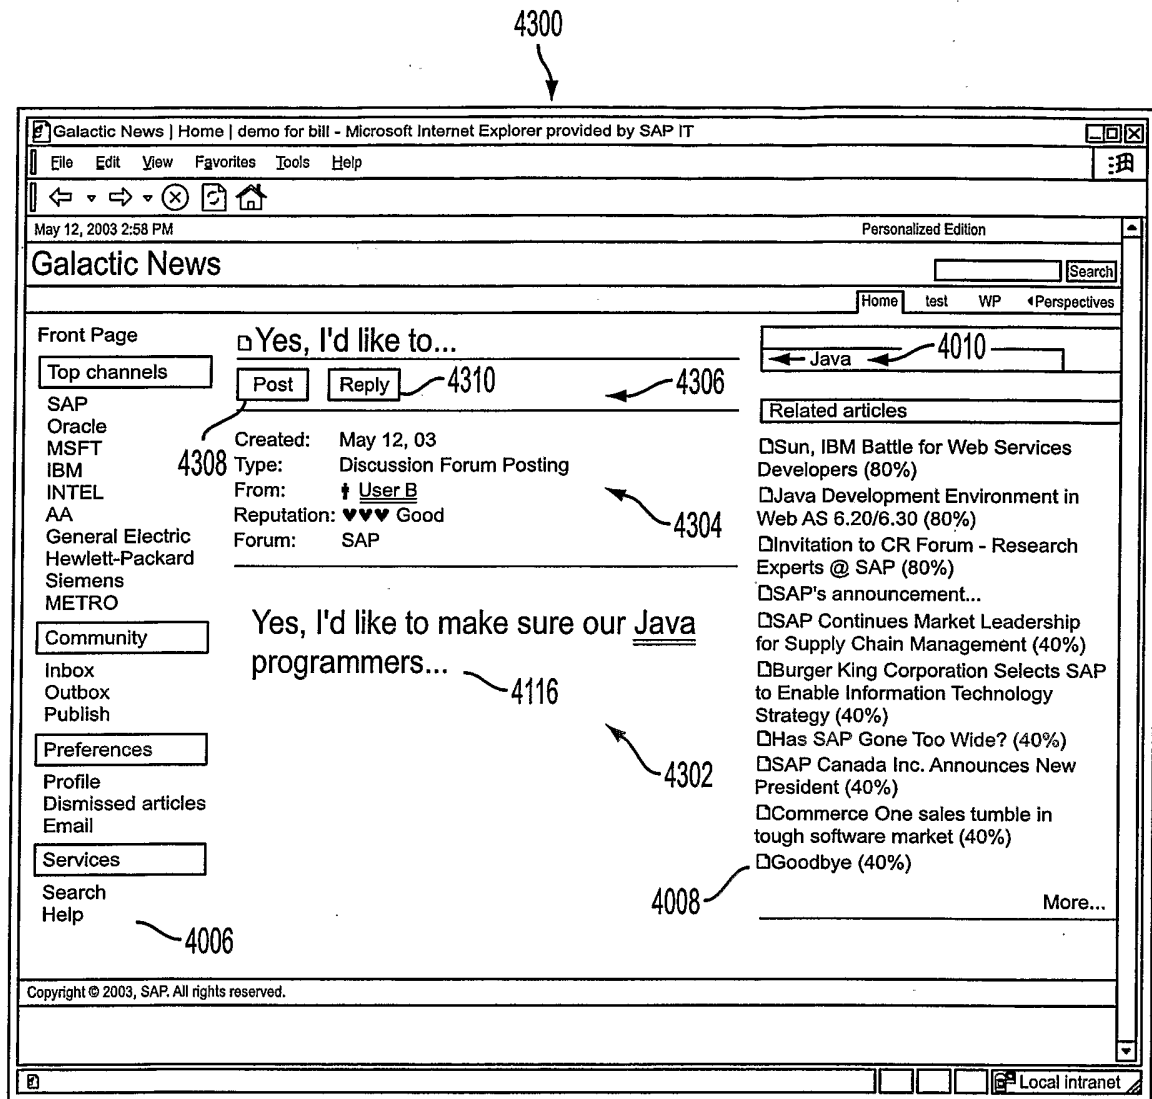 4300
Galactic News | Home | demo for bill - Microsoft Internet Explorer provided by SAP IT
File Edit View Favorites Tools Help
May 12, 2003 2:58 PM Personalized Edition
Galactic News
Search
Home test WP Perspectives
Front Page
Top channels
SAP
Oracle
MSFT
IBM
INTEL
AA
General Electric
Hewlett-Packard
Siemens
METRO
Community
Inbox
Outbox
Publish
Preferences
Profile
Dismissed articles
Email
Services
Search
Help
4006
Yes, I'd like to...
Post Reply 4310 4306
4308
Created: May 12, 03
Type: Discussion Forum Posting
From: User B
Reputation: ♥♥♥ Good
Forum: SAP
4304
Yes, I'd like to make sure our Java
programmers...
4116
4302
Java 4010
Related articles
Sun, IBM Battle for Web Services
Developers (80%)
Java Development Environment in
Web AS 6.20/6.30 (80%)
Invitation to CR Forum - Research
Experts @ SAP (80%)
SAP's announcement...
SAP Continues Market Leadership
for Supply Chain Management (40%)
Burger King Corporation Selects SAP
to Enable Information Technology
Strategy (40%)
Has SAP Gone Too Wide? (40%)
SAP Canada Inc. Announces New
President (40%)
Commerce One sales tumble in
tough software market (40%)
Goodbye (40%)
4008
More...
Copyright © 2003, SAP. All rights reserved.
Local intranet